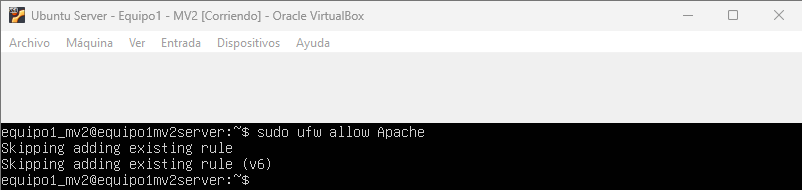 Ubuntu Server - Equipo1 - MV2 [Corriendo] - Oracle VirtualBox
Archivo Máquina Ver Entrada Dispositivos Ayuda
equipo1_mv2@equipo1mv2server:~$ sudo ufw allow Apache
Skipping adding existing rule
Skipping adding existing rule (v6)
equipo1_mv2@equipo1mv2server:~$